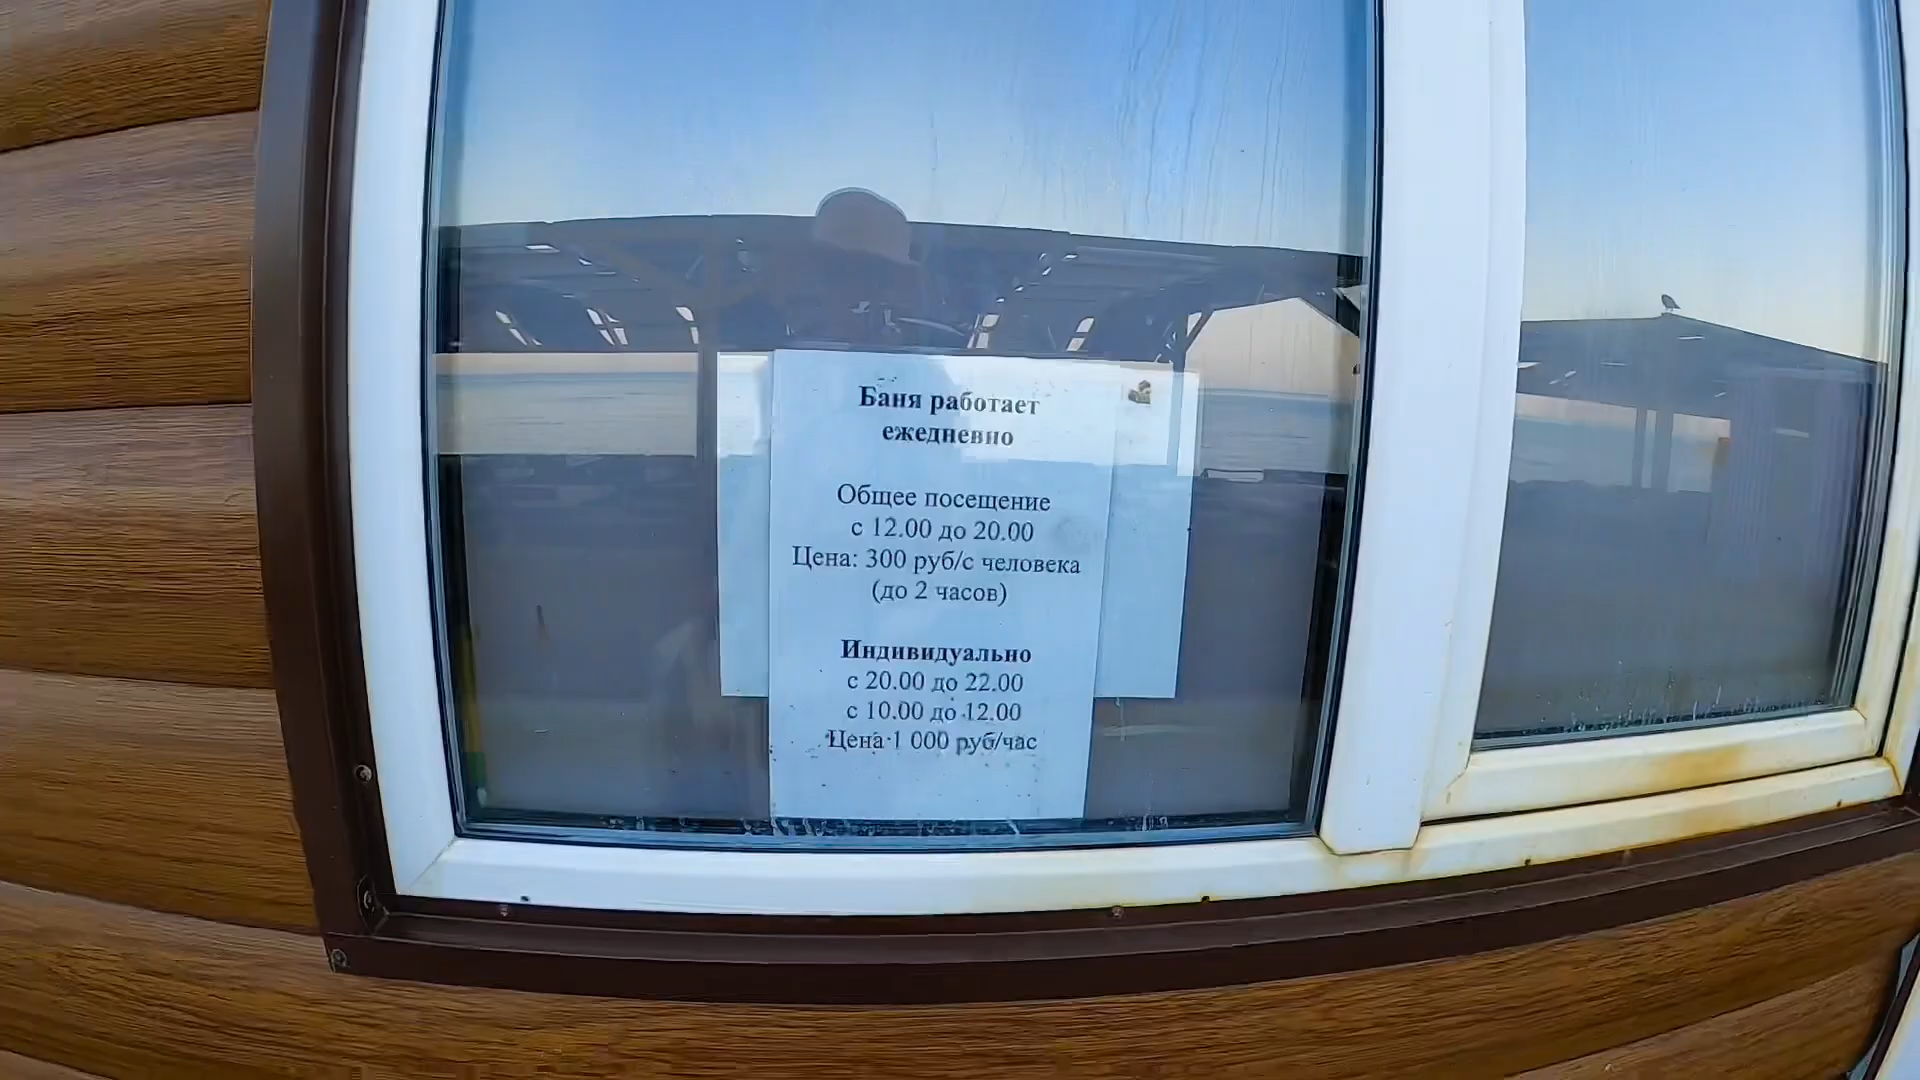 Баня работает
ежедневно
Общее посещение
с 12.00 до 20.00
Цена: 300 руб/с человека
(до 2 часов)
Индивидуально
с 20.00 до 22.00
с 10.00 до 12.00
Цена 1 000 руб/час